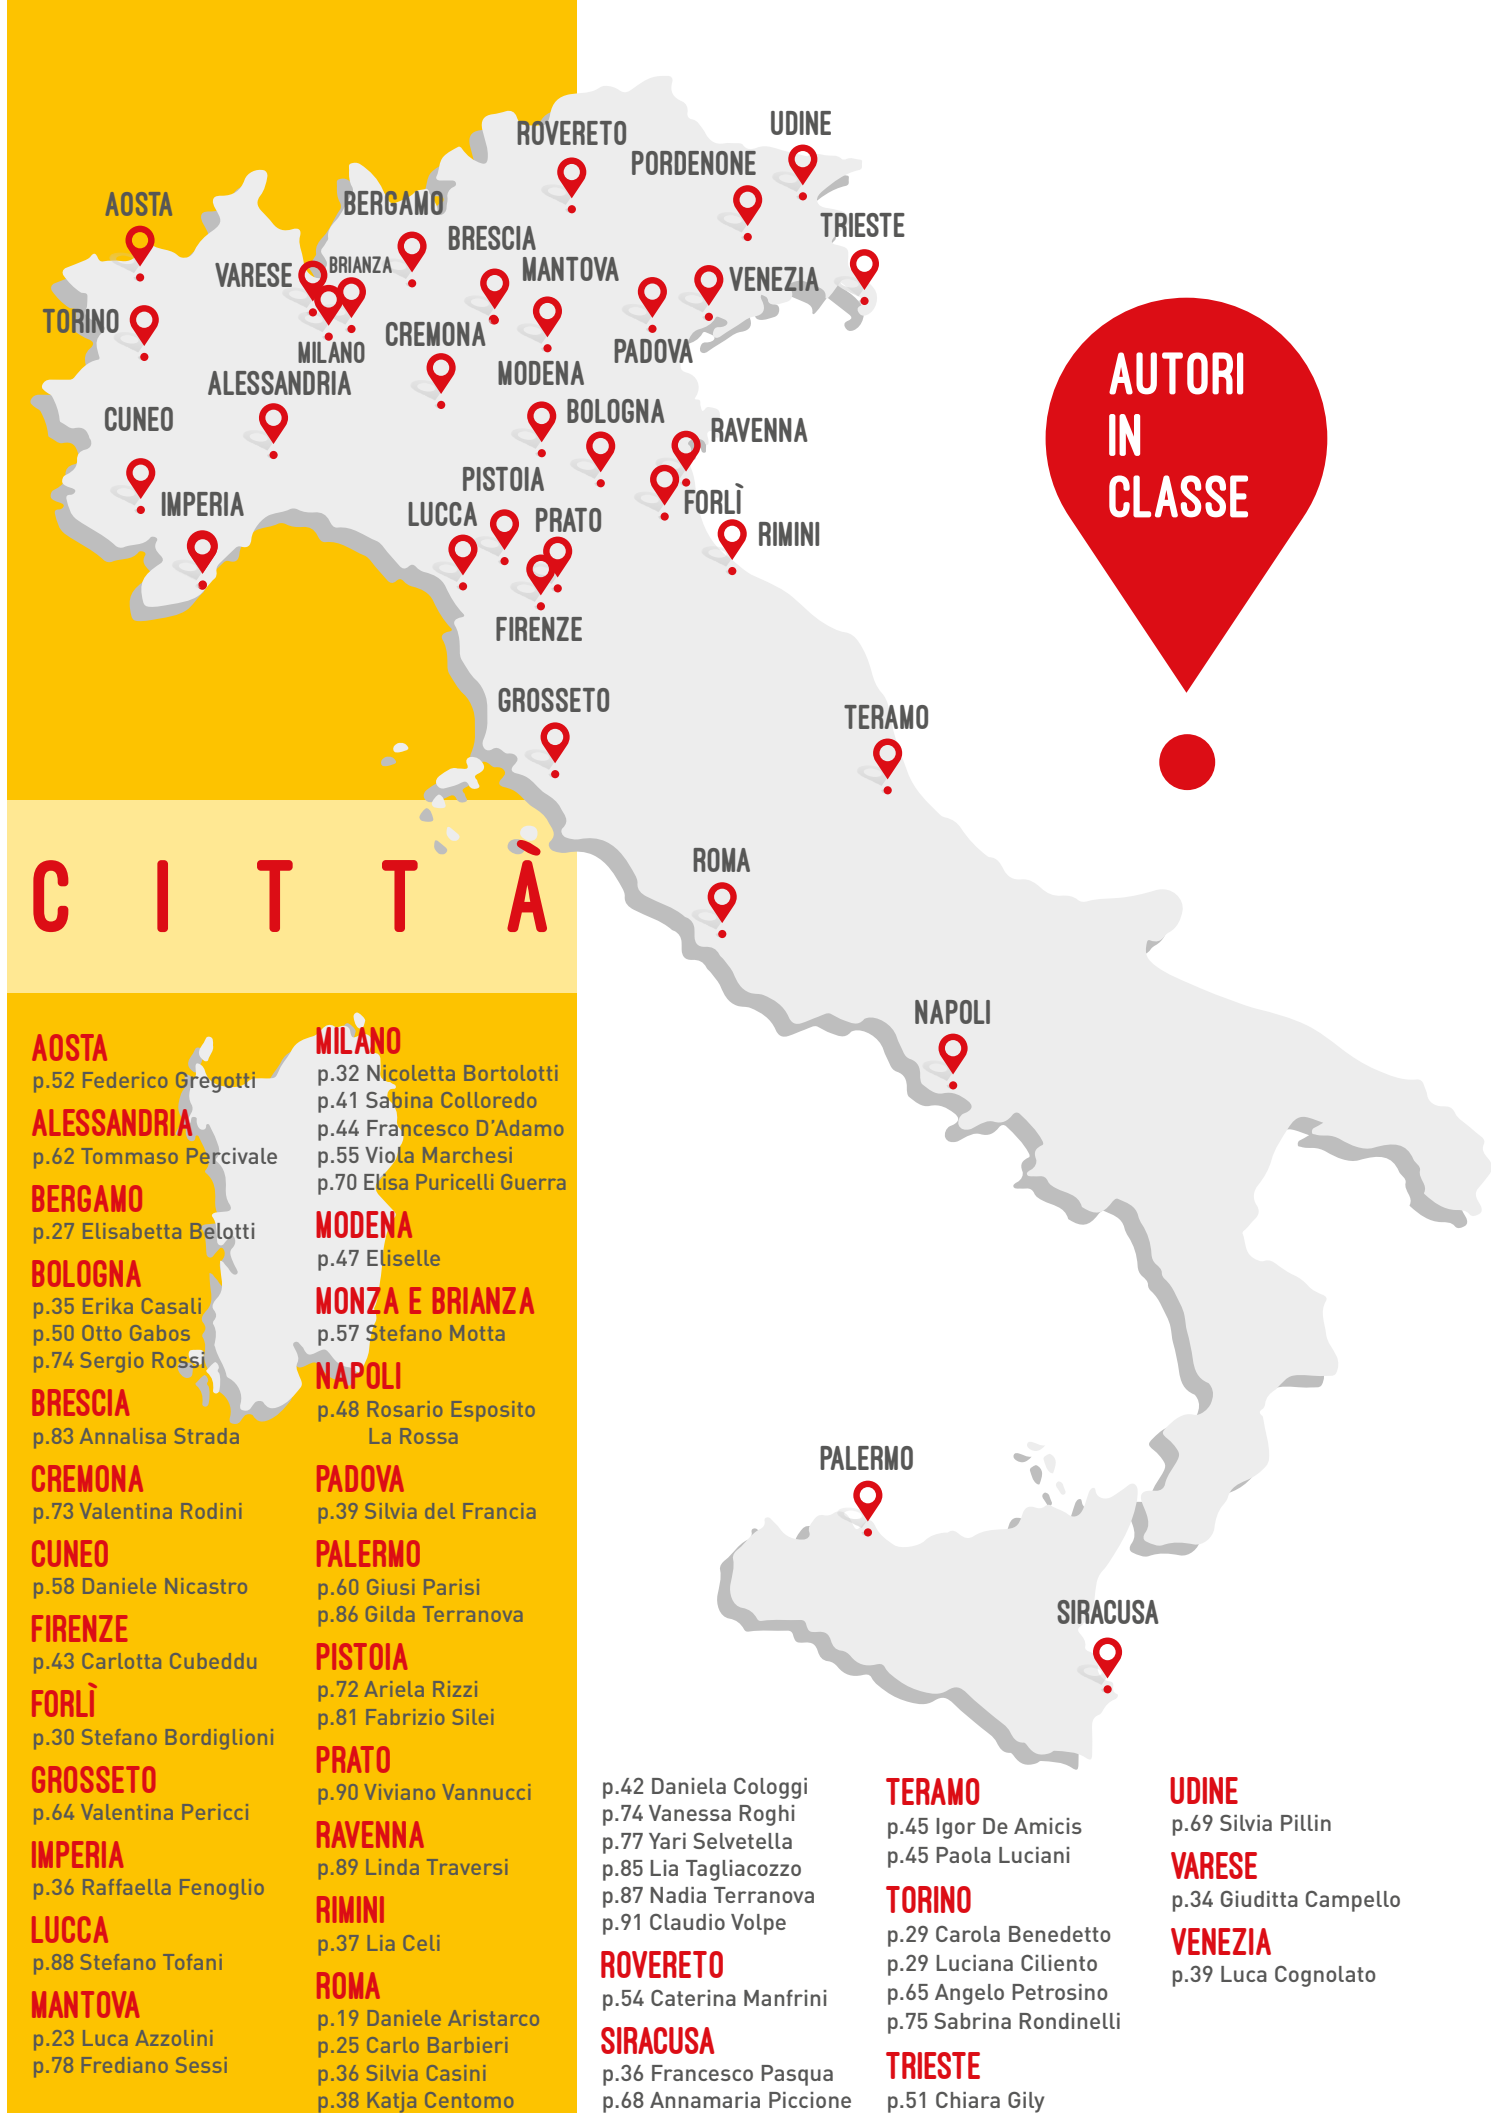 ROVERETO
UDINE
PORDENONE
AOSTA
BERGAMO
TRIESTE
BRESCIA
VARESE
BRIANZA
MANTOVA
VENEZIA
TORINO
CREMONA
MILANO
PADOVA
ALESSANDRIA
MODENA
CUNEO
BOLOGNA
RAVENNA
PISTOIA
IMPERIA
LUCCA
PRATO
FORLÌ
RIMINI
FIRENZE
GROSSETO
TERAMO
ROMA
NAPOLI
PALERMO
SIRACUSA
AUTORI
IN
CLASSE
CITTÀ
AOSTA
p.52 Federico Gregotti
ALESSANDRIA
p.62 Tommaso Percivale
BERGAMO
p.27 Elisabetta Belotti
BOLOGNA
p.35 Erika Casali
p.50 Otto Gabos
p.74 Sergio Rossi
BRESCIA
p.83 Annalisa Strada
CREMONA
p.73 Valentina Rodini
CUNEO
p.58 Daniele Nicastro
FIRENZE
p.43 Carlotta Cubeddu
FORLÌ
p.30 Stefano Bordiglioni
GROSSETO
p.64 Valentina Pericci
IMPERIA
p.36 Raffaella Fenoglio
LUCCA
p.88 Stefano Tofani
MANTOVA
p.23 Luca Azzolini
p.78 Frediano Sessi
MILANO
p.32 Nicoletta Bortolotti
p.41 Sabina Colloredo
p.44 Francesco D'Adamo
p.55 Viola Marchesi
p.70 Elisa Puricelli Guerra
MODENA
p.47 Eliselle
MONZA E BRIANZA
p.57 Stefano Motta
NAPOLI
p.48 Rosario Esposito
La Rossa
PADOVA
p.39 Silvia del Francia
PALERMO
p.60 Giusi Parisi
p.86 Gilda Terranova
PISTOIA
p.72 Ariela Rizzi
p.81 Fabrizio Silei
PRATO
p.90 Viviano Vannucci
RAVENNA
p.89 Linda Traversi
RIMINI
p.37 Lia Celi
ROMA
p.19 Daniele Aristarco
p.25 Carlo Barbieri
p.36 Silvia Casini
p.38 Katja Centomo
p.42 Daniela Cologgi
p.74 Vanessa Roghi
p.77 Yari Selvetella
p.85 Lia Tagliacozzo
p.87 Nadia Terranova
p.91 Claudio Volpe
ROVERETO
p.54 Caterina Manfrini
SIRACUSA
p.36 Francesco Pasqua
p.68 Annamaria Piccione
TERAMO
p.45 Igor De Amicis
p.45 Paola Luciani
TORINO
p.29 Carola Benedetto
p.29 Luciana Ciliento
p.65 Angelo Petrosino
p.75 Sabrina Rondinelli
TRIESTE
p.51 Chiara Gily
UDINE
p.69 Silvia Pillin
VARESE
p.34 Giuditta Campello
VENEZIA
p.39 Luca Cognolato